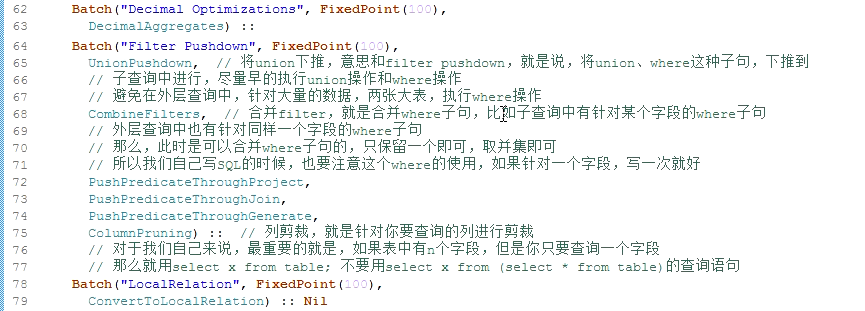 62 Batch("Decimal Optimizations", FixedPoint(100),
63 DecimalAggregates) ::
64 Batch("Filter Pushdown", FixedPoint(100),
65 UnionPushdown, // 将union下推，意思和filter pushdown，就是说，将union、where这种子句，下推到
66 // 子查询中进行，尽量早的执行union操作和where操作
67 // 避免在外层查询中，针对大量的数据，两张大表，执行where操作
68 CombineFilters, // 合并filter，就是合并where子句，比如子查询中有针对某个字段的where子句
69 // 外层查询中也有针对同样一个字段的where子句
70 // 那么，此时是可以合并where子句的，只保留一个即可，取并集即可
71 // 所以我们自己写SQL的时候，也要注意这个where的使用，如果针对一个字段，写一次就好
72 PushPredicateThroughProject,
73 PushPredicateThroughJoin,
74 PushPredicateThroughGenerate,
75 ColumnPruning) :: // 列剪裁，就是针对你要查询的列进行剪裁
76 // 对于我们自己来说，最重要的就是，如果表中有n个字段，但是你只要查询一个字段
77 // 那么就用select x from table; 不要用select x from (select * from table)的查询语句
78 Batch("LocalRelation", FixedPoint(100),
79 ConvertToLocalRelation) :: Nil